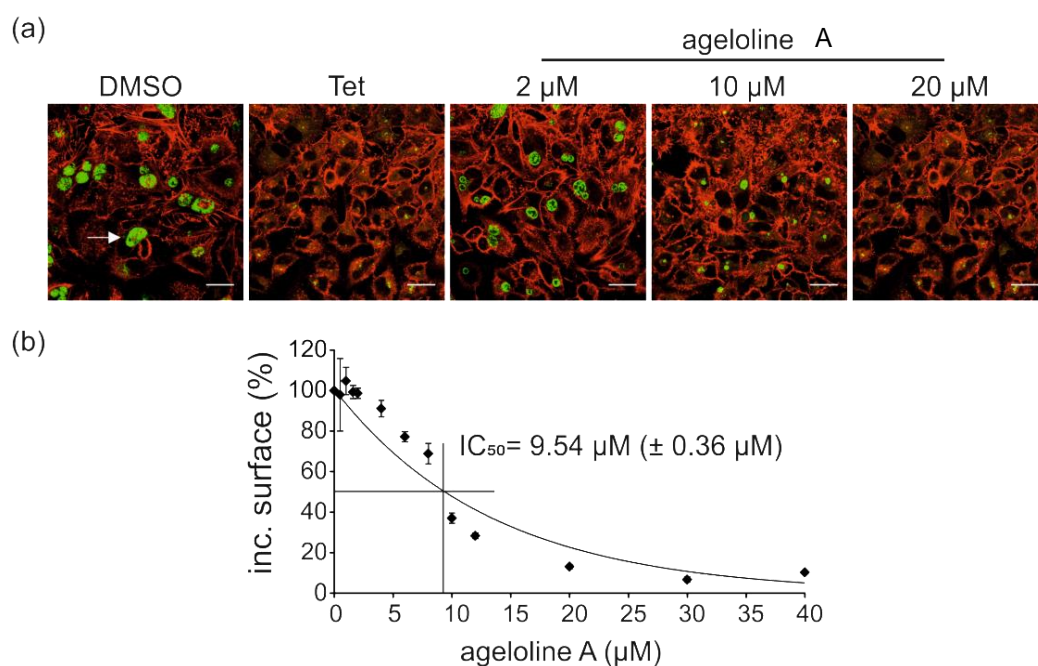 (a)
ageloline A
DMSO Tet 2 µM 10 µM 20 µM
(b)
120
100
80
60
40
20
0
inc. surface (%)
IC₅₀= 9.54 µM (± 0.36 µM)
0 5 10 15 20 25 30 35 40
ageloline A (µM)